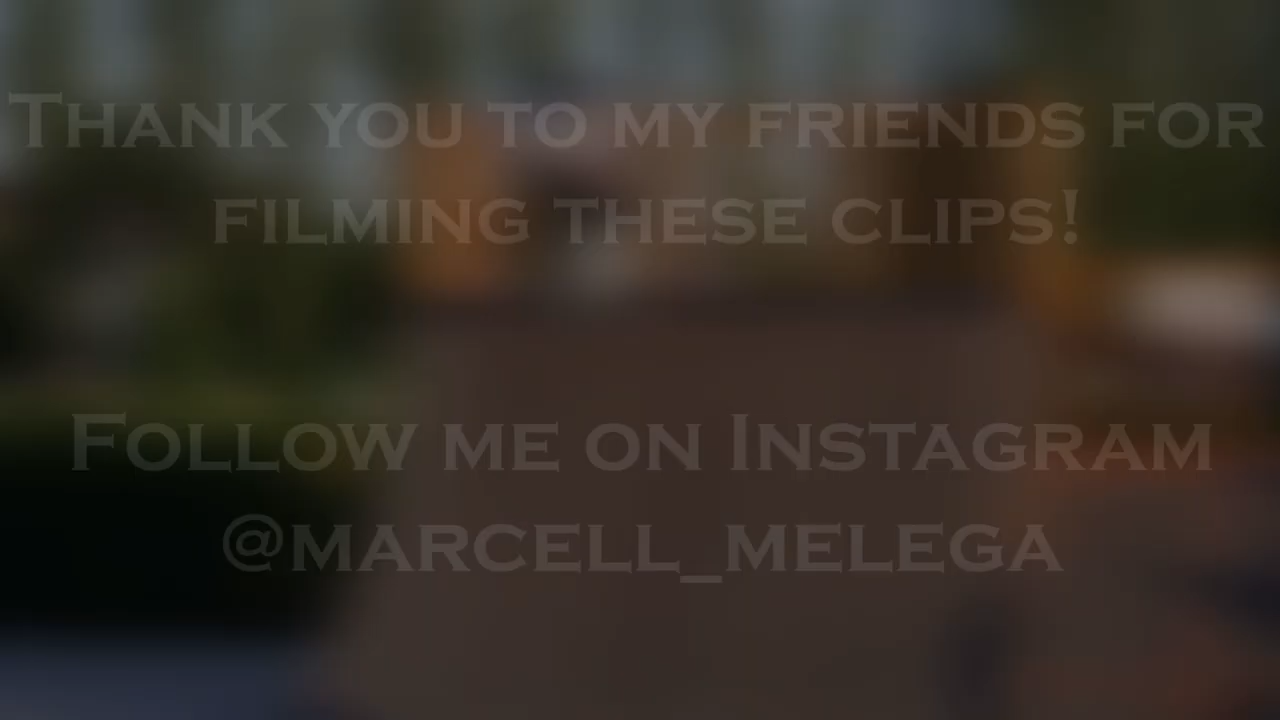 Thank you to my friends for
filming these clips!
Follow me on Instagram
@marcell_melega